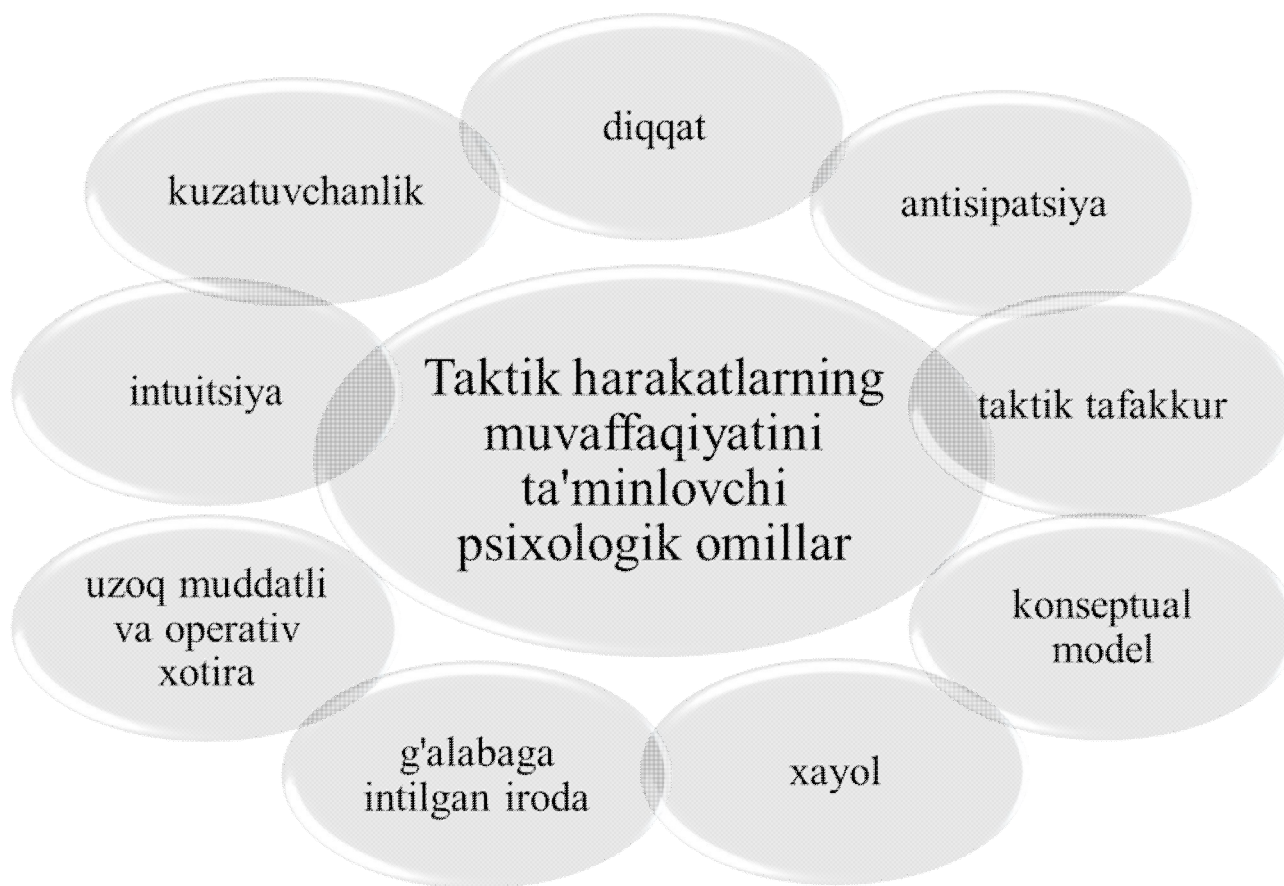 diqqat
kuzatuvchanlik
antisipatsiya
intuitsiya
Taktik harakatlarning
muvaffaqiyatini
ta'minlovchi
psixologik omillar
taktik tafakkur
uzoq muddatli
va operativ
xotira
konseptual
model
g'alabaga
intilgan iroda
xayol